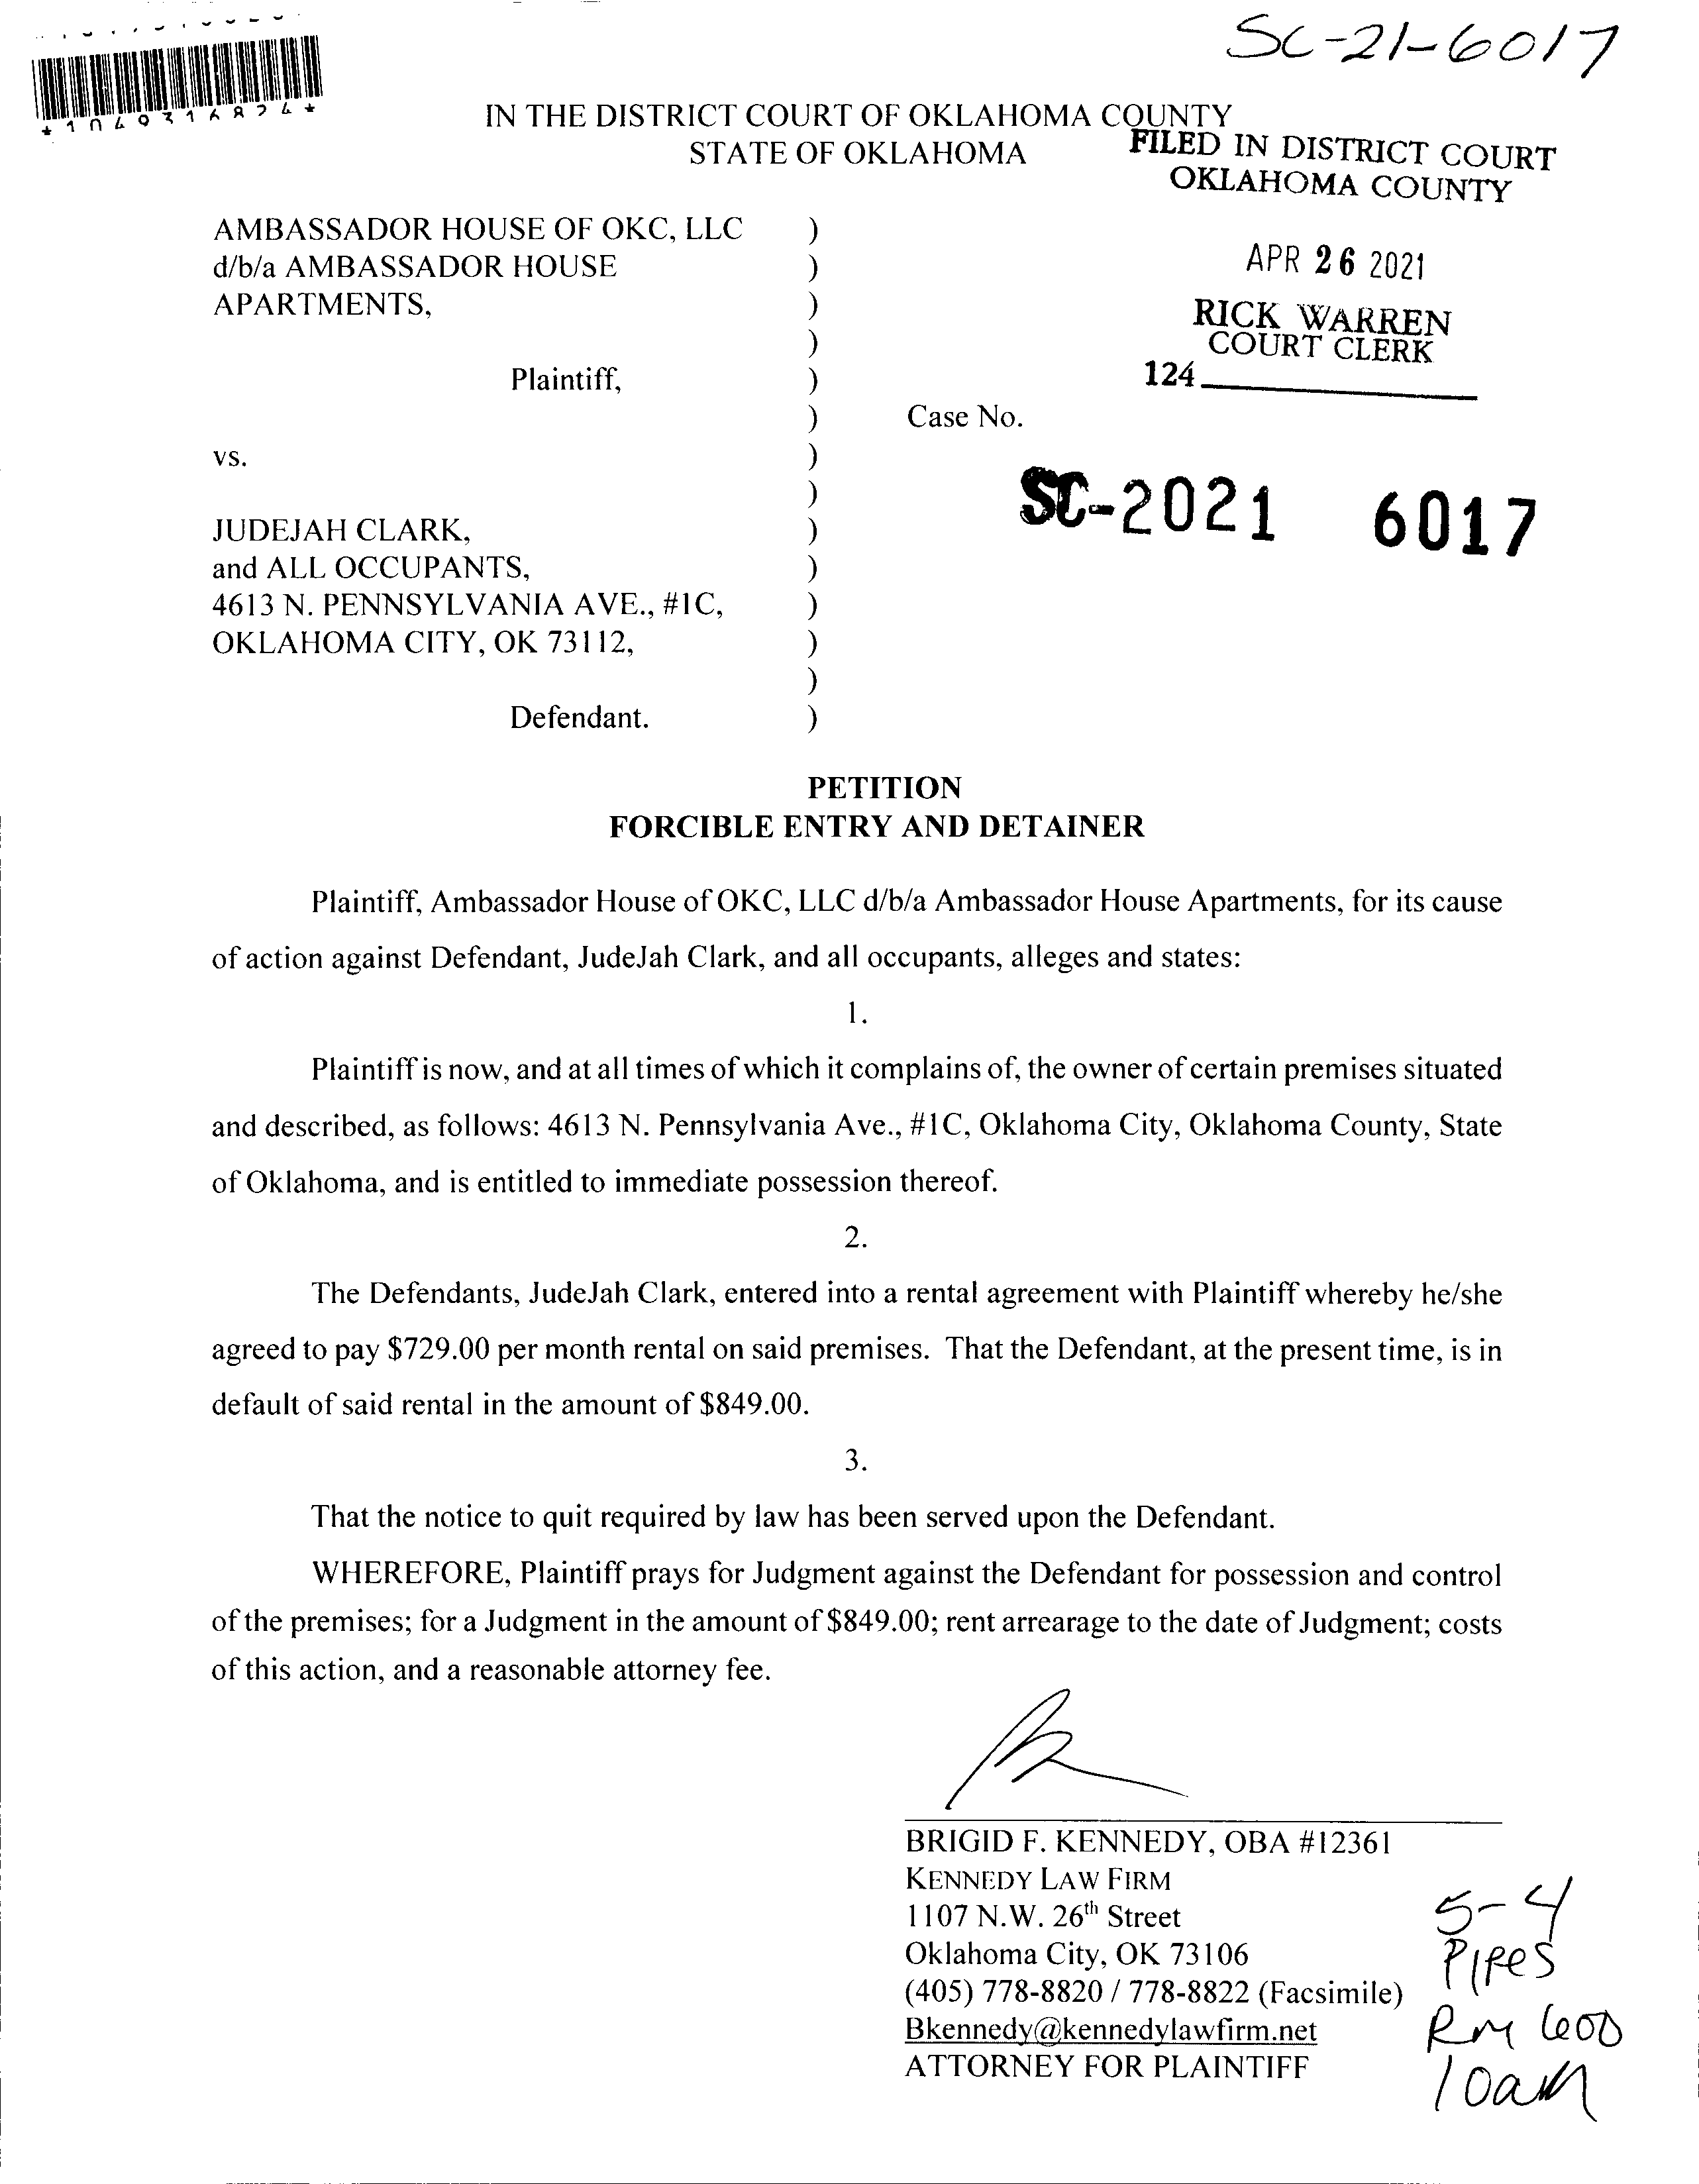 SC-21-6017
*1049316824*
IN THE DISTRICT COURT OF OKLAHOMA COUNTY
STATE OF OKLAHOMA
FILED IN DISTRICT COURT
OKLAHOMA COUNTY
APR 26 2021
RICK WARREN
COURT CLERK
124
AMBASSADOR HOUSE OF OKC, LLC )
d/b/a AMBASSADOR HOUSE )
APARTMENTS, )
)
Plaintiff, )
) Case No.
vs. )
) SC-2021 6017
JUDEJAH CLARK, )
and ALL OCCUPANTS, )
4613 N. PENNSYLVANIA AVE., #1C, )
OKLAHOMA CITY, OK 73112, )
)
Defendant. )
PETITION
FORCIBLE ENTRY AND DETAINER
Plaintiff, Ambassador House of OKC, LLC d/b/a Ambassador House Apartments, for its cause
of action against Defendant, JudeJah Clark, and all occupants, alleges and states:
1.
Plaintiff is now, and at all times of which it complains of, the owner of certain premises situated
and described, as follows: 4613 N. Pennsylvania Ave., #1C, Oklahoma City, Oklahoma County, State
of Oklahoma, and is entitled to immediate possession thereof.
2.
The Defendants, JudeJah Clark, entered into a rental agreement with Plaintiff whereby he/she
agreed to pay $729.00 per month rental on said premises. That the Defendant, at the present time, is in
default of said rental in the amount of $849.00.
3.
That the notice to quit required by law has been served upon the Defendant.
WHEREFORE, Plaintiff prays for Judgment against the Defendant for possession and control
of the premises; for a Judgment in the amount of $849.00; rent arrearage to the date of Judgment; costs
of this action, and a reasonable attorney fee.
BRIGID F. KENNEDY, OBA #12361
KENNEDY LAW FIRM
1107 N.W. 26th Street
Oklahoma City, OK 73106
(405) 778-8820 / 778-8822 (Facsimile)
Bkennedy@kennedylawfirm.net
ATTORNEY FOR PLAINTIFF
5-4
Pipes
Rm 600
10am